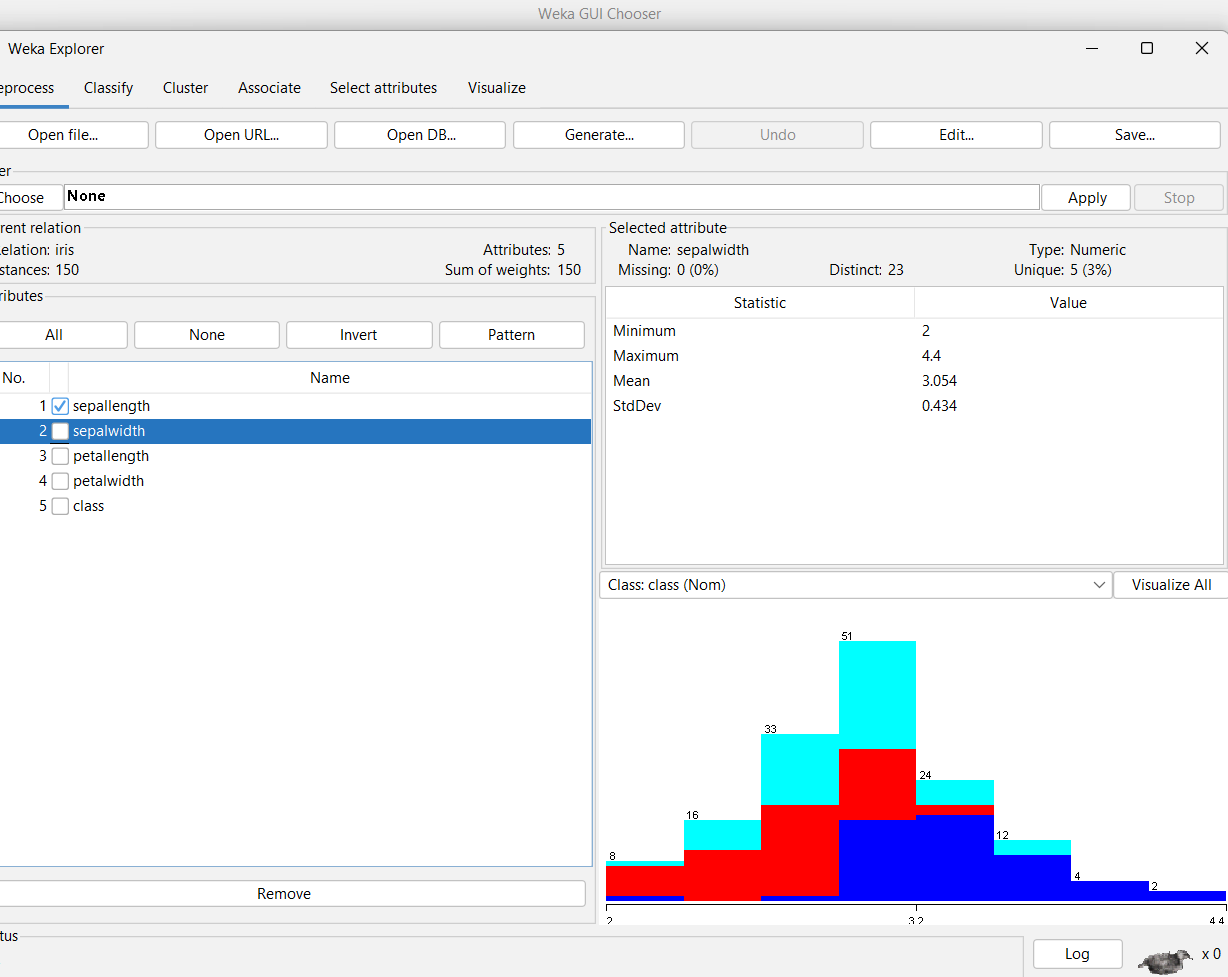 Weka GUI Chooser
Weka Explorer
eprocess Classify Cluster Associate Select attributes Visualize
Open file... Open URL... Open DB... Generate... Undo Edit... Save...
er
Choose None Apply Stop
rent relation
elation: iris Attributes: 5
stances: 150 Sum of weights: 150
ributes
All None Invert Pattern
No. Name
1 sepallength
2 sepalwidth
3 petallength
4 petalwidth
5 class
Remove
Selected attribute
Name: sepalwidth Type: Numeric
Missing: 0 (0%) Distinct: 23 Unique: 5 (3%)
Statistic Value
Minimum 2
Maximum 4.4
Mean 3.054
StdDev 0.434
Class: class (Nom) Visualize All
51
33
24
16
12
8
4
2
2 3.2 4.4
tus
Log x 0